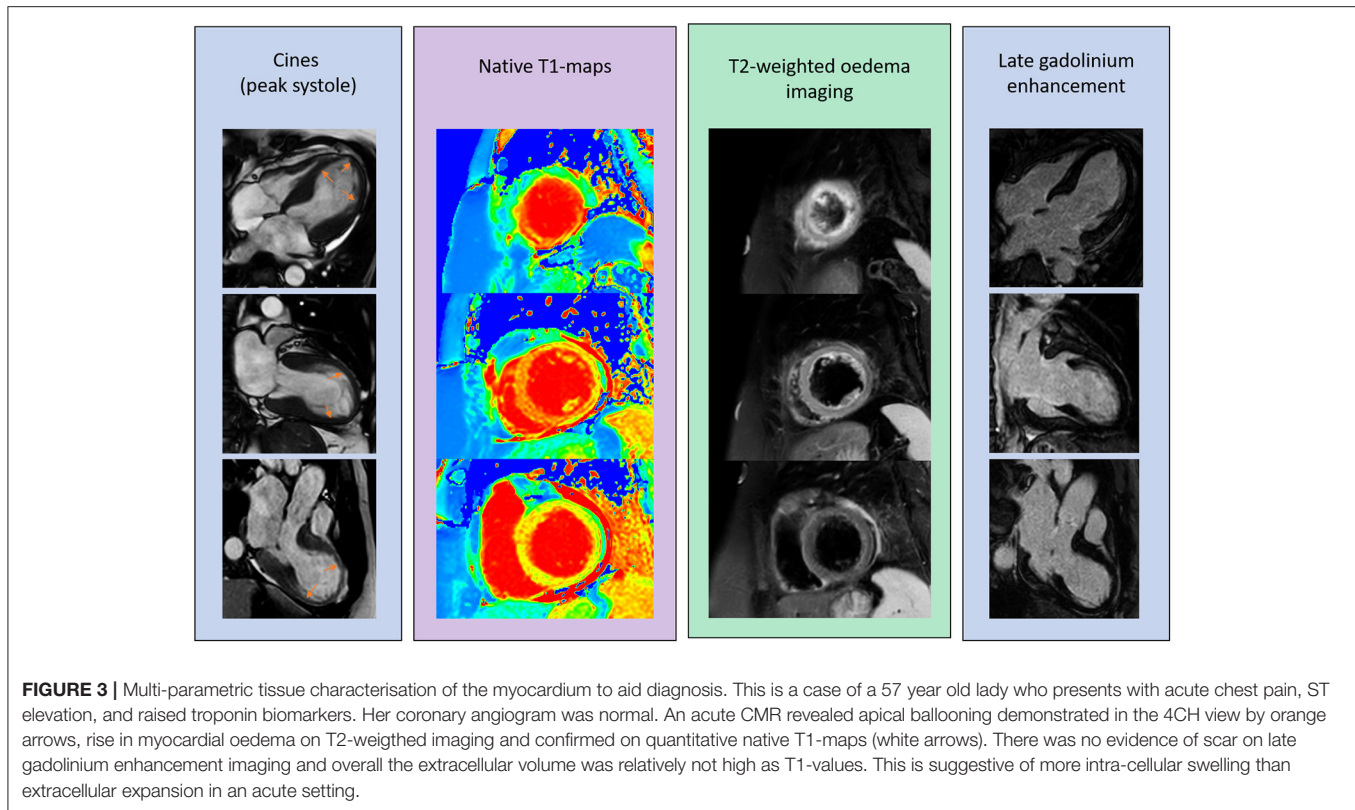 Cines
(peak systole)
Native T1-maps
T2-weighted oedema
imaging
Late gadolinium
enhancement
FIGURE 3 | Multi-parametric tissue characterisation of the myocardium to aid diagnosis. This is a case of a 57 year old lady who presents with acute chest pain, ST
elevation, and raised troponin biomarkers. Her coronary angiogram was normal. An acute CMR revealed apical ballooning demonstrated in the 4CH view by orange
arrows, rise in myocardial oedema on T2-weigthed imaging and confirmed on quantitative native T1-maps (white arrows). There was no evidence of scar on late
gadolinium enhancement imaging and overall the extracellular volume was relatively not high as T1-values. This is suggestive of more intra-cellular swelling than
extracellular expansion in an acute setting.